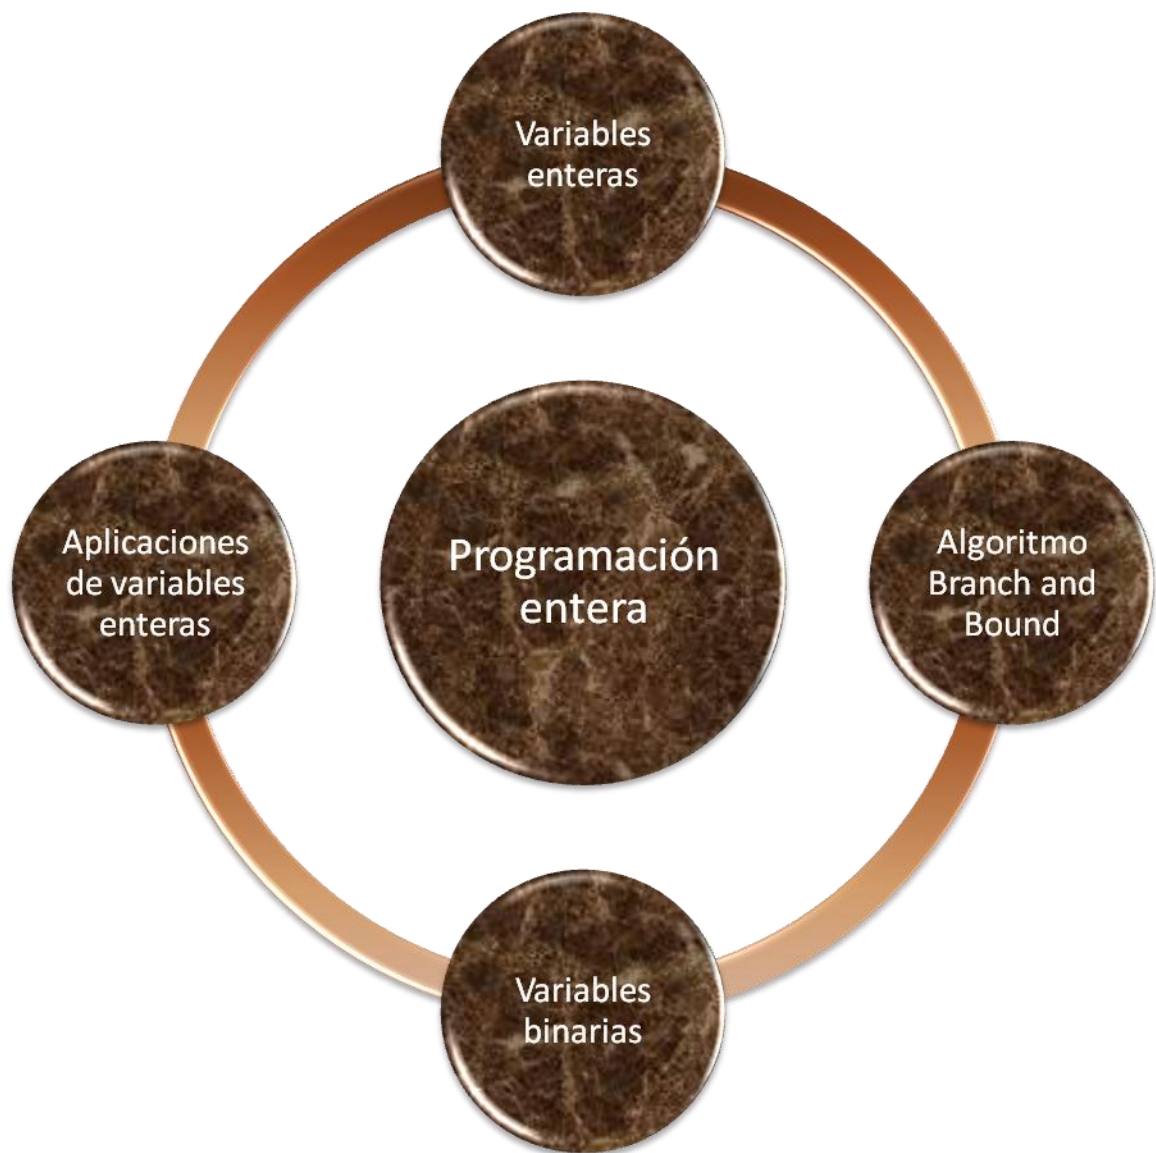 Variables
enteras
Aplicaciones
de variables
enteras
Programación
entera
Algoritmo
Branch and
Bound
Variables
binarias